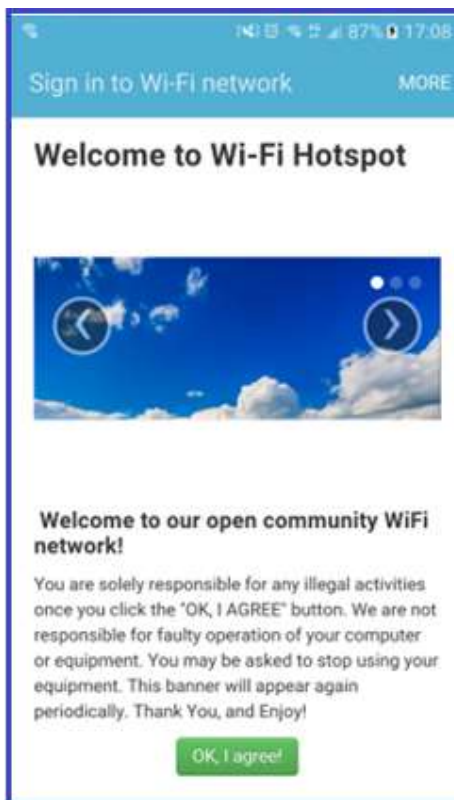 87% 17:08
Sign in to Wi-Fi network MORE
Welcome to Wi-Fi Hotspot
Welcome to our open community WiFi
network!
You are solely responsible for any illegal activities
once you click the "OK, I AGREE" button. We are not
responsible for faulty operation of your computer
or equipment. You may be asked to stop using your
equipment. This banner will appear again
periodically. Thank You, and Enjoy!
OK, I agree!